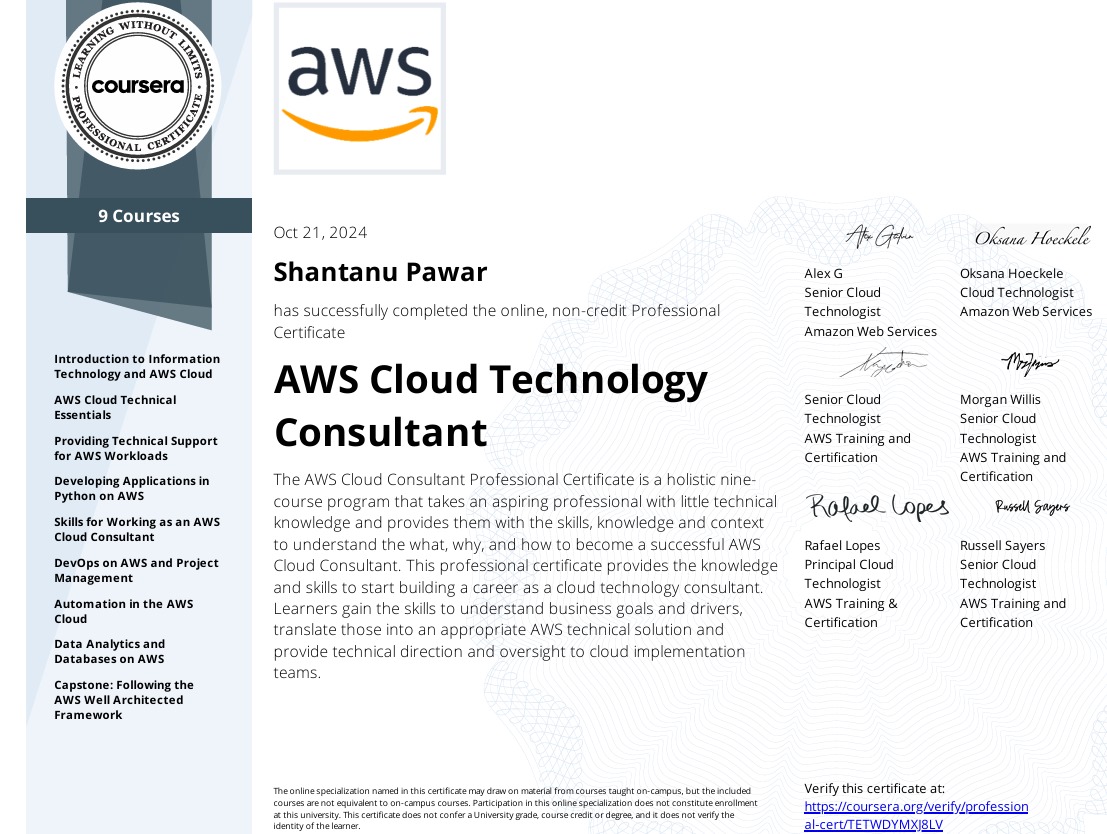 LEARNING WITHOUT LIMITS
coursera
PROFESSIONAL CERTIFICATE
aws
9 Courses
Introduction to Information
Technology and AWS Cloud
AWS Cloud Technical
Essentials
Providing Technical Support
for AWS Workloads
Developing Applications in
Python on AWS
Skills for Working as an AWS
Cloud Consultant
DevOps on AWS and Project
Management
Automation in the AWS
Cloud
Data Analytics and
Databases on AWS
Capstone: Following the
AWS Well Architected
Framework
Oct 21, 2024
Shantanu Pawar
has successfully completed the online, non-credit Professional
Certificate
AWS Cloud Technology
Consultant
The AWS Cloud Consultant Professional Certificate is a holistic nine-
course program that takes an aspiring professional with little technical
knowledge and provides them with the skills, knowledge and context
to understand the what, why, and how to become a successful AWS
Cloud Consultant. This professional certificate provides the knowledge
and skills to start building a career as a cloud technology consultant.
Learners gain the skills to understand business goals and drivers,
translate those into an appropriate AWS technical solution and
provide technical direction and oversight to cloud implementation
teams.
Alex G
Senior Cloud
Technologist
Amazon Web Services
Oksana Hoeckele
Oksana Hoeckele
Cloud Technologist
Amazon Web Services
Senior Cloud
Technologist
AWS Training and
Certification
Morgan Willis
Senior Cloud
Technologist
AWS Training and
Certification
Rafael Lopes
Rafael Lopes
Principal Cloud
Technologist
AWS Training &
Certification
Russell Sayers
Russell Sayers
Senior Cloud
Technologist
AWS Training and
Certification
The online specialization named in this certificate may draw on material from courses taught on-campus, but the included
courses are not equivalent to on-campus courses. Participation in this online specialization does not constitute enrollment
at this university. This certificate does not confer a University grade, course credit or degree, and it does not verify the
identity of the learner.
Verify this certificate at:
https://coursera.org/verify/profession
al-cert/TETWDYMXJ8LV